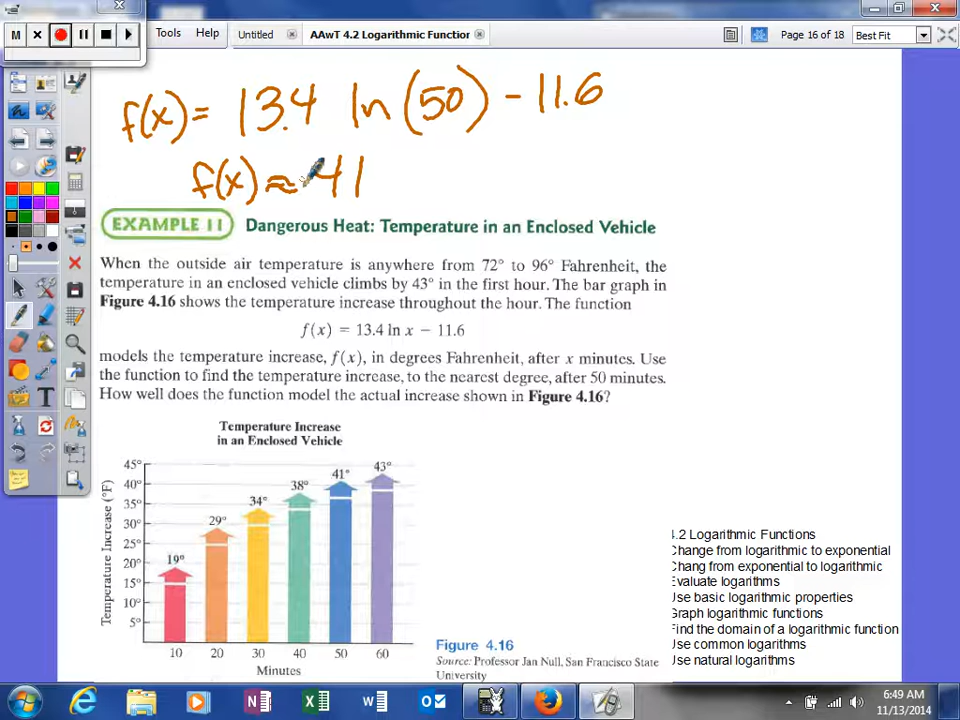 M
Tools Help Untitled AAwT 4.2 Logarithmic Function Page 16 of 18 Best Fit
f(x) = 13.4 ln (50) - 11.6
f(x) ≈ 41
EXAMPLE 11 Dangerous Heat: Temperature in an Enclosed Vehicle
When the outside air temperature is anywhere from 72° to 96° Fahrenheit, the
temperature in an enclosed vehicle climbs by 43° in the first hour. The bar graph in
Figure 4.16 shows the temperature increase throughout the hour. The function
f(x) = 13.4 ln x − 11.6
models the temperature increase, f(x), in degrees Fahrenheit, after x minutes. Use
the function to find the temperature increase, to the nearest degree, after 50 minutes.
How well does the function model the actual increase shown in Figure 4.16?
Temperature Increase
in an Enclosed Vehicle
Temperature Increase (°F)
45°
40°
35°
30°
25°
20°
15°
10°
5°
19°
29°
34°
38°
41°
43°
10 20 30 40 50 60
Minutes
Figure 4.16
Source: Professor Jan Null, San Francisco State
University
4.2 Logarithmic Functions
Change from logarithmic to exponential
Chang from exponential to logarithmic
Evaluate logarithms
Use basic logarithmic properties
Graph logarithmic functions
Find the domain of a logarithmic function
Use common logarithms
Use natural logarithms
6:49 AM
11/13/2014